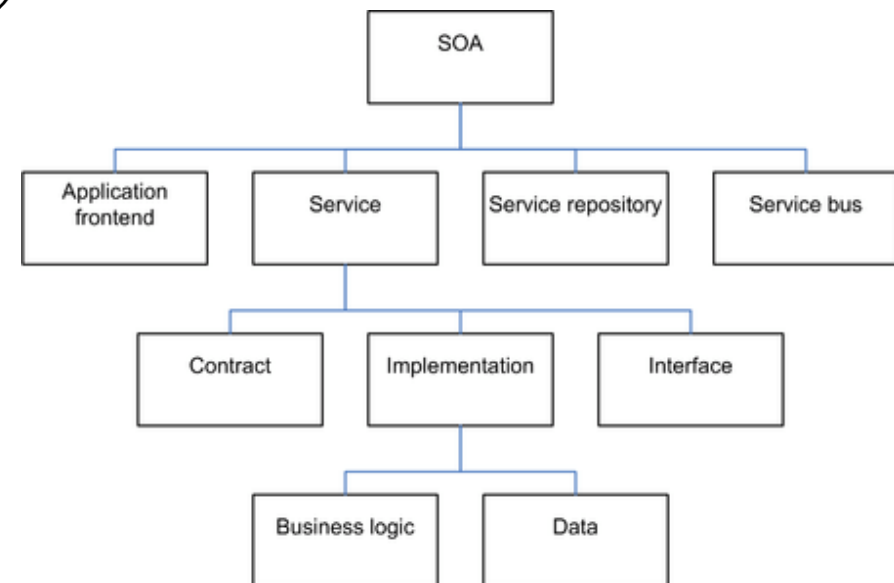 SOA
Application
frontend
Service
Service repository
Service bus
Contract
Implementation
Interface
Business logic
Data